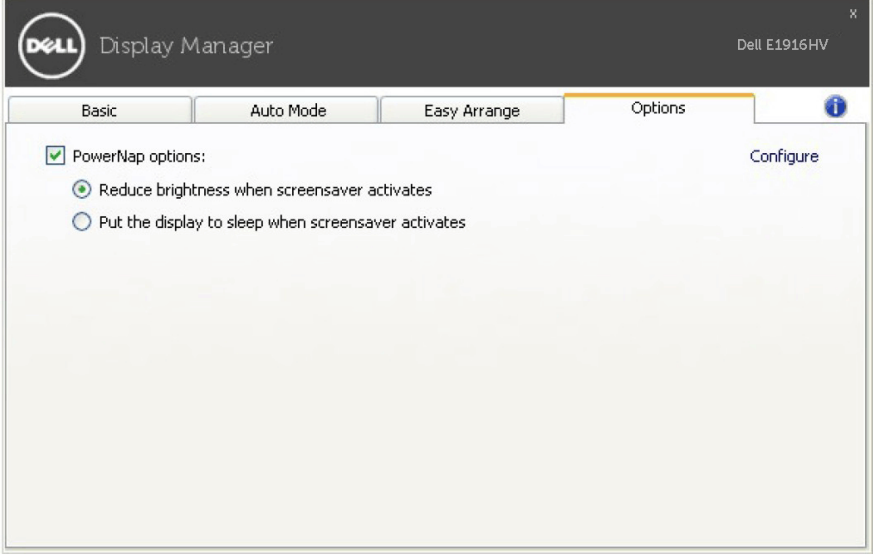 x
DELL Display Manager Dell E1916HV
Basic Auto Mode Easy Arrange Options i
PowerNap options: Configure
Reduce brightness when screensaver activates
Put the display to sleep when screensaver activates